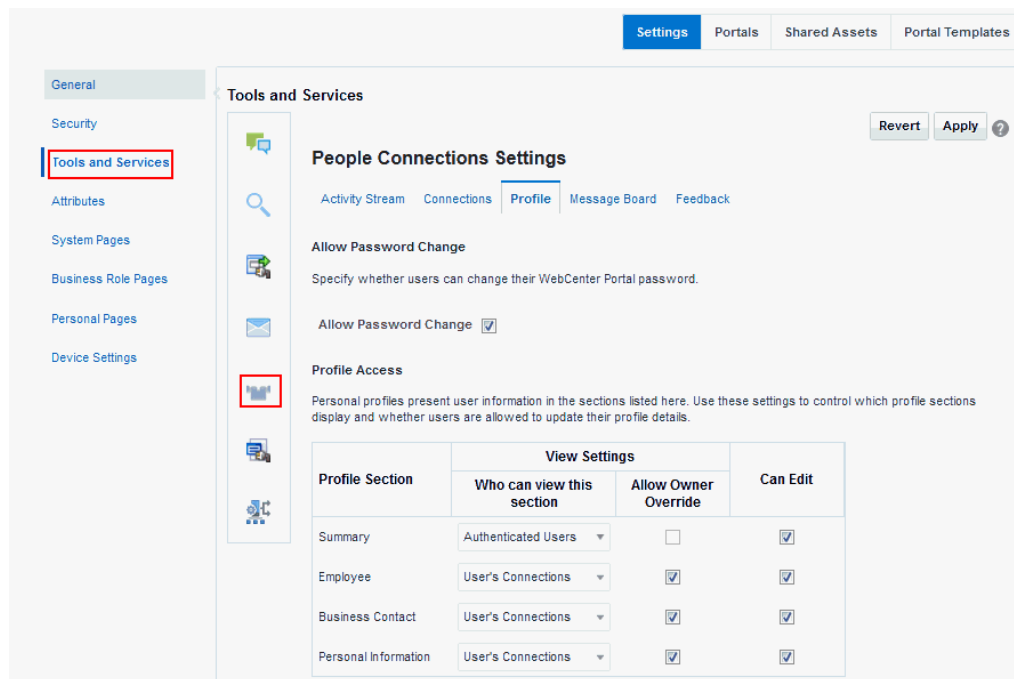 Settings Portals Shared Assets Portal Templates
General
Security
Tools and Services
Attributes
System Pages
Business Role Pages
Personal Pages
Device Settings
Tools and Services
Revert Apply ?
People Connections Settings
Activity Stream Connections Profile Message Board Feedback
Allow Password Change
Specify whether users can change their WebCenter Portal password.
Allow Password Change
Profile Access
Personal profiles present user information in the sections listed here. Use these settings to control which profile sections
display and whether users are allowed to update their profile details.
Profile Section View Settings Can Edit
Who can view this section Allow Owner Override
Summary Authenticated Users
Employee User's Connections
Business Contact User's Connections
Personal Information User's Connections